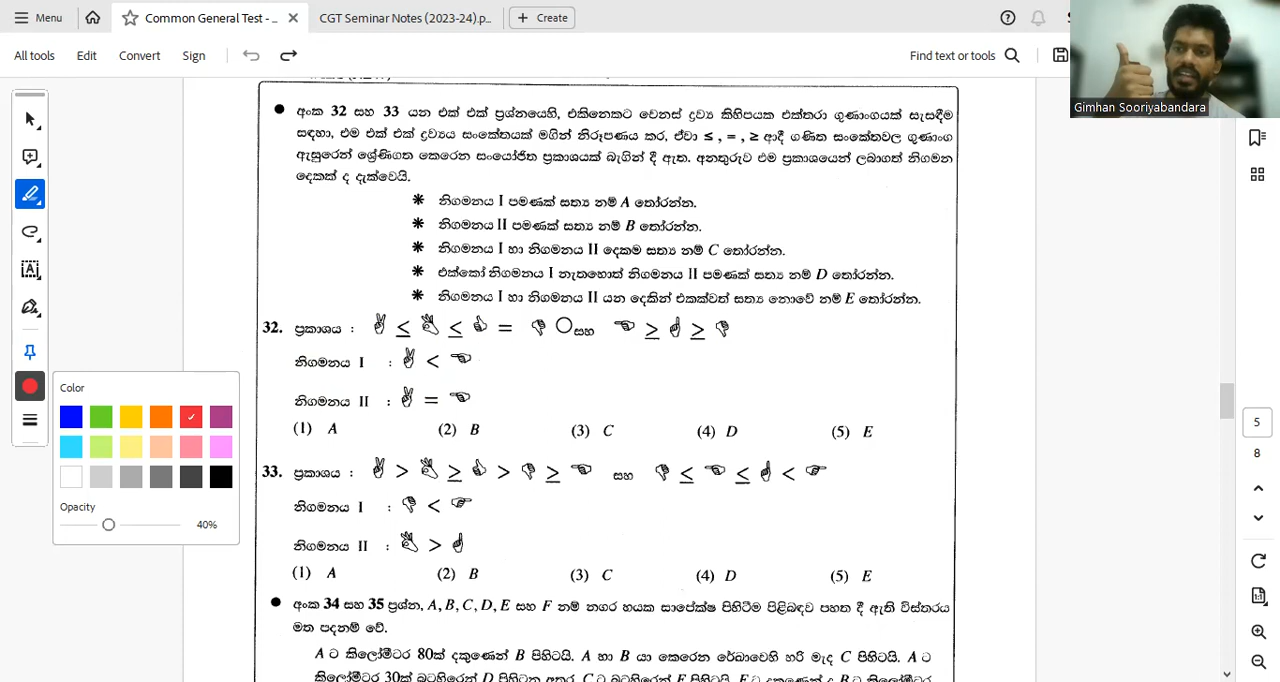 Menu
Common General Test - ...
CGT Seminar Notes (2023-24).p...
Create
All tools
Edit
Convert
Sign
Find text or tools
Gimhan Sooriyabandara
අංක 32 සහ 33 යන එක් එක් ප්‍රශ්නයෙහි, එකිනෙකට වෙනස් ද්‍රව්‍ය කිහිපයක එක්තරා ගුණාංගයක් සැසඳීම
සඳහා, එම එක් එක් ද්‍රව්‍යය සංකේතයක් මගින් නිරූපණය කර, ඒවා ≤ , = , ≥ ආදී ගණිත සංකේතවල ගුණාංග
ඇසුරෙන් ශ්‍රේණිගත කෙරෙන සංයෝජිත ප්‍රකාශයක් බැගින් දී ඇත. අනතුරුව එම ප්‍රකාශයෙන් ලබාගත් නිගමන
දෙකක් ද දැක්වෙයි.
* නිගමනය I පමණක් සත්‍ය නම් A තෝරන්න.
* නිගමනය II පමණක් සත්‍ය නම් B තෝරන්න.
* නිගමනය I හා නිගමනය II දෙකම සත්‍ය නම් C තෝරන්න.
* එක්කෝ නිගමනය I නැතහොත් නිගමනය II පමණක් සත්‍ය නම් D තෝරන්න.
* නිගමනය I හා නිගමනය II යන දෙකින් එකක්වත් සත්‍ය නොවේ නම් E තෝරන්න.
32. ප්‍රකාශය : ✌ ≤ 👌 ≤ 👍 = 👎 සහ ☜ ≥ ☝ ≥ 👎
නිගමනය I : ✌ < ☜
නිගමනය II : ✌ = ☜
(1) A (2) B (3) C (4) D (5) E
33. ප්‍රකාශය : ✌ > 👌 ≥ 👍 > 👎 ≥ ☜ සහ 👎 ≤ ☜ ≤ ☝ < ☞
නිගමනය I : 👎 < ☞
නිගමනය II : 👌 > ☝
(1) A (2) B (3) C (4) D (5) E
අංක 34 සහ 35 ප්‍රශ්න, A, B, C, D, E සහ F නම් නගර හයක සාපේක්ෂ පිහිටීම පිළිබඳව පහත දී ඇති විස්තරය
මත පදනම් වේ.
A ට කිලෝමීටර 80ක් දකුණෙන් B පිහිටයි. A හා B යා කෙරෙන රේඛාවෙහි හරි මැද C පිහිටයි. A ට
කිලෝමීටර 30ක් බටහිරෙන් D පිහිටන අතර, C ට බටහිරෙන් E පිහිටයි.
Color
Opacity
40%
5
8